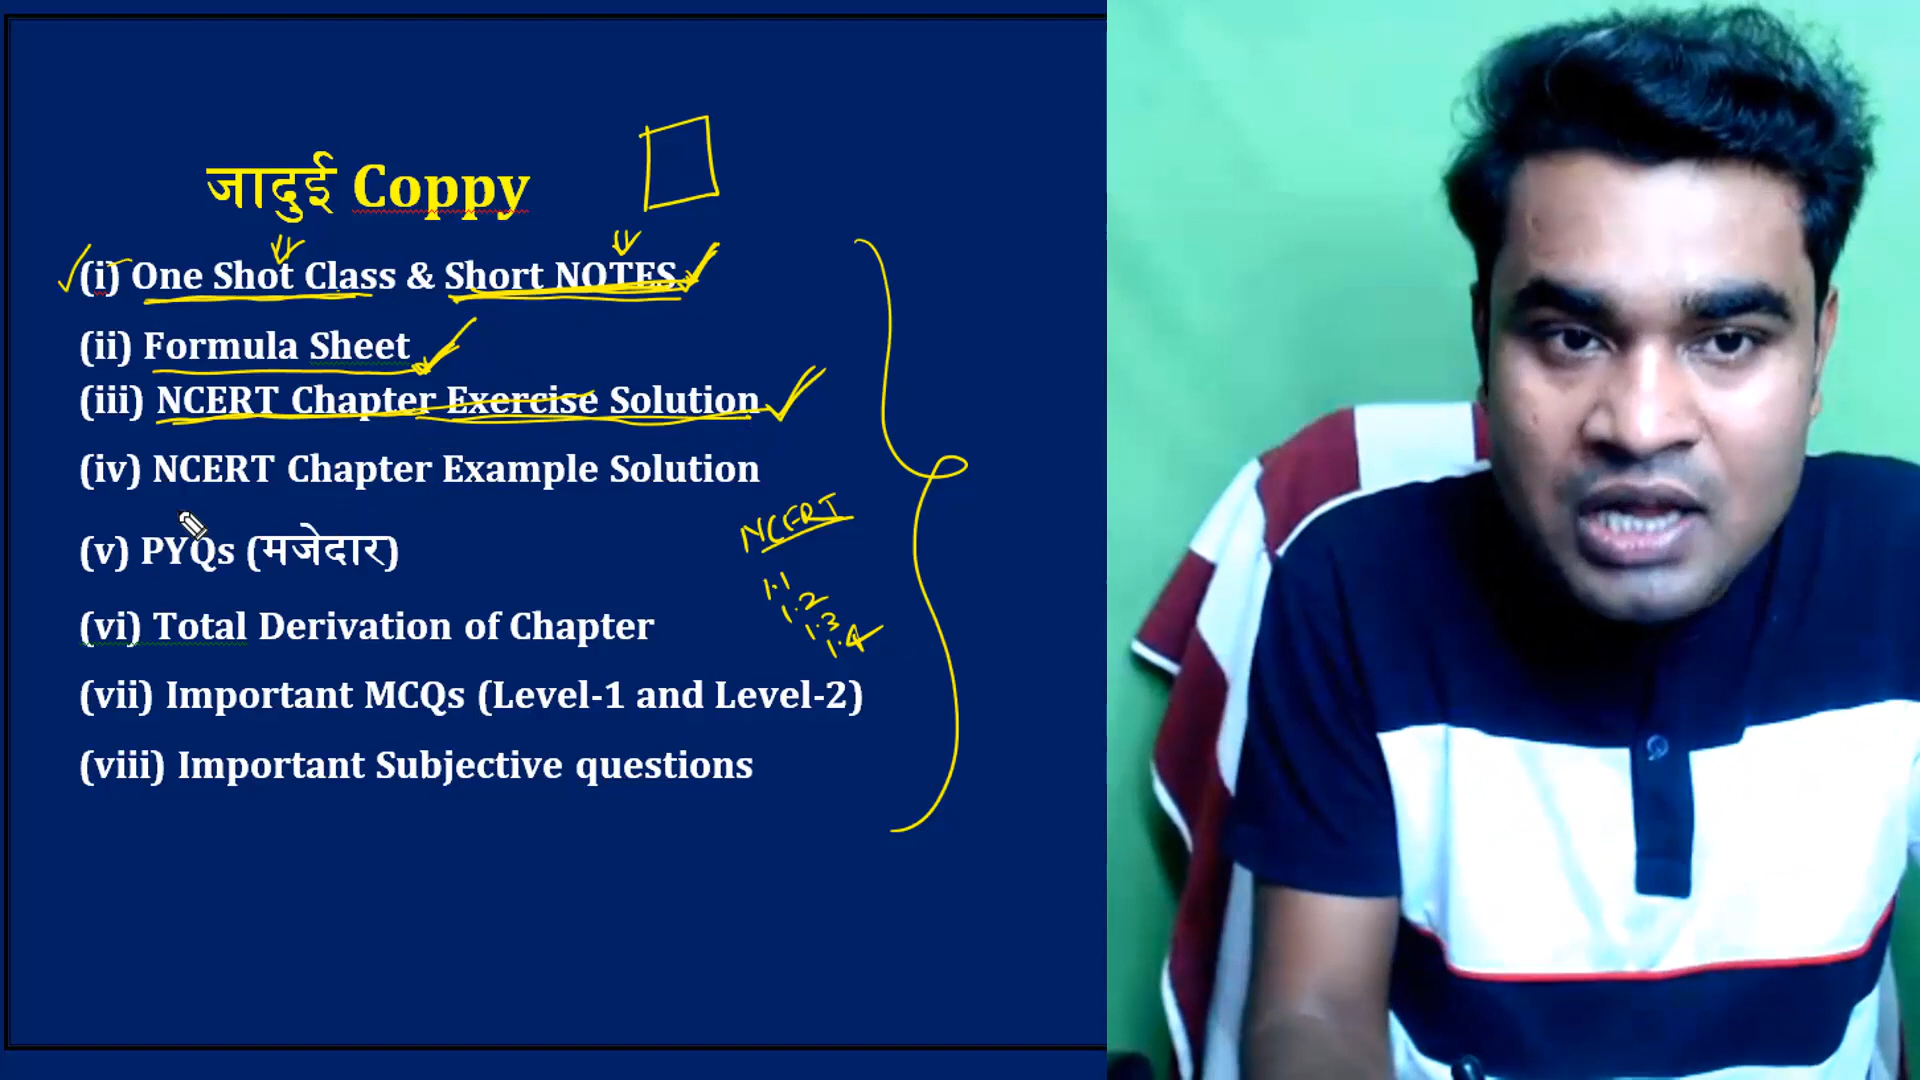 जादुई Coppy
(i) One Shot Class & Short NOTES
(ii) Formula Sheet
(iii) NCERT Chapter Exercise Solution
(iv) NCERT Chapter Example Solution
NCERT
(v) PYQs (मजेदार)
1.1
1.2
1.3
1.4
(vi) Total Derivation of Chapter
(vii) Important MCQs (Level-1 and Level-2)
(viii) Important Subjective questions